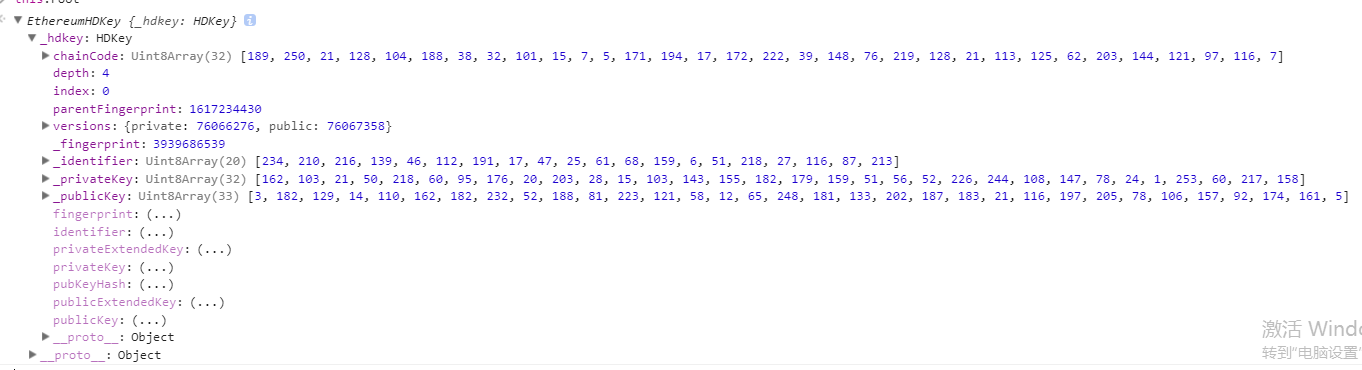 this.root
▼ EthereumHDKey {_hdkey: HDKey} i
▼ _hdkey: HDKey
▶ chainCode: Uint8Array(32) [189, 250, 21, 128, 104, 188, 38, 32, 101, 15, 7, 5, 171, 194, 17, 172, 222, 39, 148, 76, 219, 128, 21, 113, 125, 62, 203, 144, 121, 97, 116, 7]
depth: 4
index: 0
parentFingerprint: 1617234430
▶ versions: {private: 76066276, public: 76067358}
_fingerprint: 3939686539
▶ _identifier: Uint8Array(20) [234, 210, 216, 139, 46, 112, 191, 17, 47, 25, 61, 68, 159, 6, 51, 218, 27, 116, 87, 213]
▶ _privateKey: Uint8Array(32) [162, 103, 21, 50, 218, 60, 95, 176, 20, 203, 28, 15, 103, 143, 155, 182, 179, 159, 51, 56, 52, 226, 244, 108, 147, 78, 24, 1, 253, 60, 217, 158]
▶ _publicKey: Uint8Array(33) [3, 182, 129, 14, 110, 162, 182, 232, 52, 188, 81, 223, 121, 58, 12, 65, 248, 181, 133, 202, 187, 183, 21, 116, 197, 205, 78, 106, 157, 92, 174, 161, 5]
fingerprint: (...)
identifier: (...)
privateExtendedKey: (...)
privateKey: (...)
pubKeyHash: (...)
publicExtendedKey: (...)
publicKey: (...)
▶ __proto__: Object
▶ __proto__: Object
激活 Windo
转到"电脑设置"